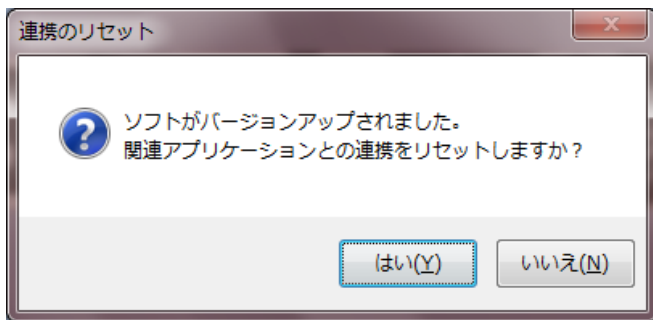 連携のリセット
ソフトがバージョンアップされました。
関連アプリケーションとの連携をリセットしますか？
はい(Y)
いいえ(N)